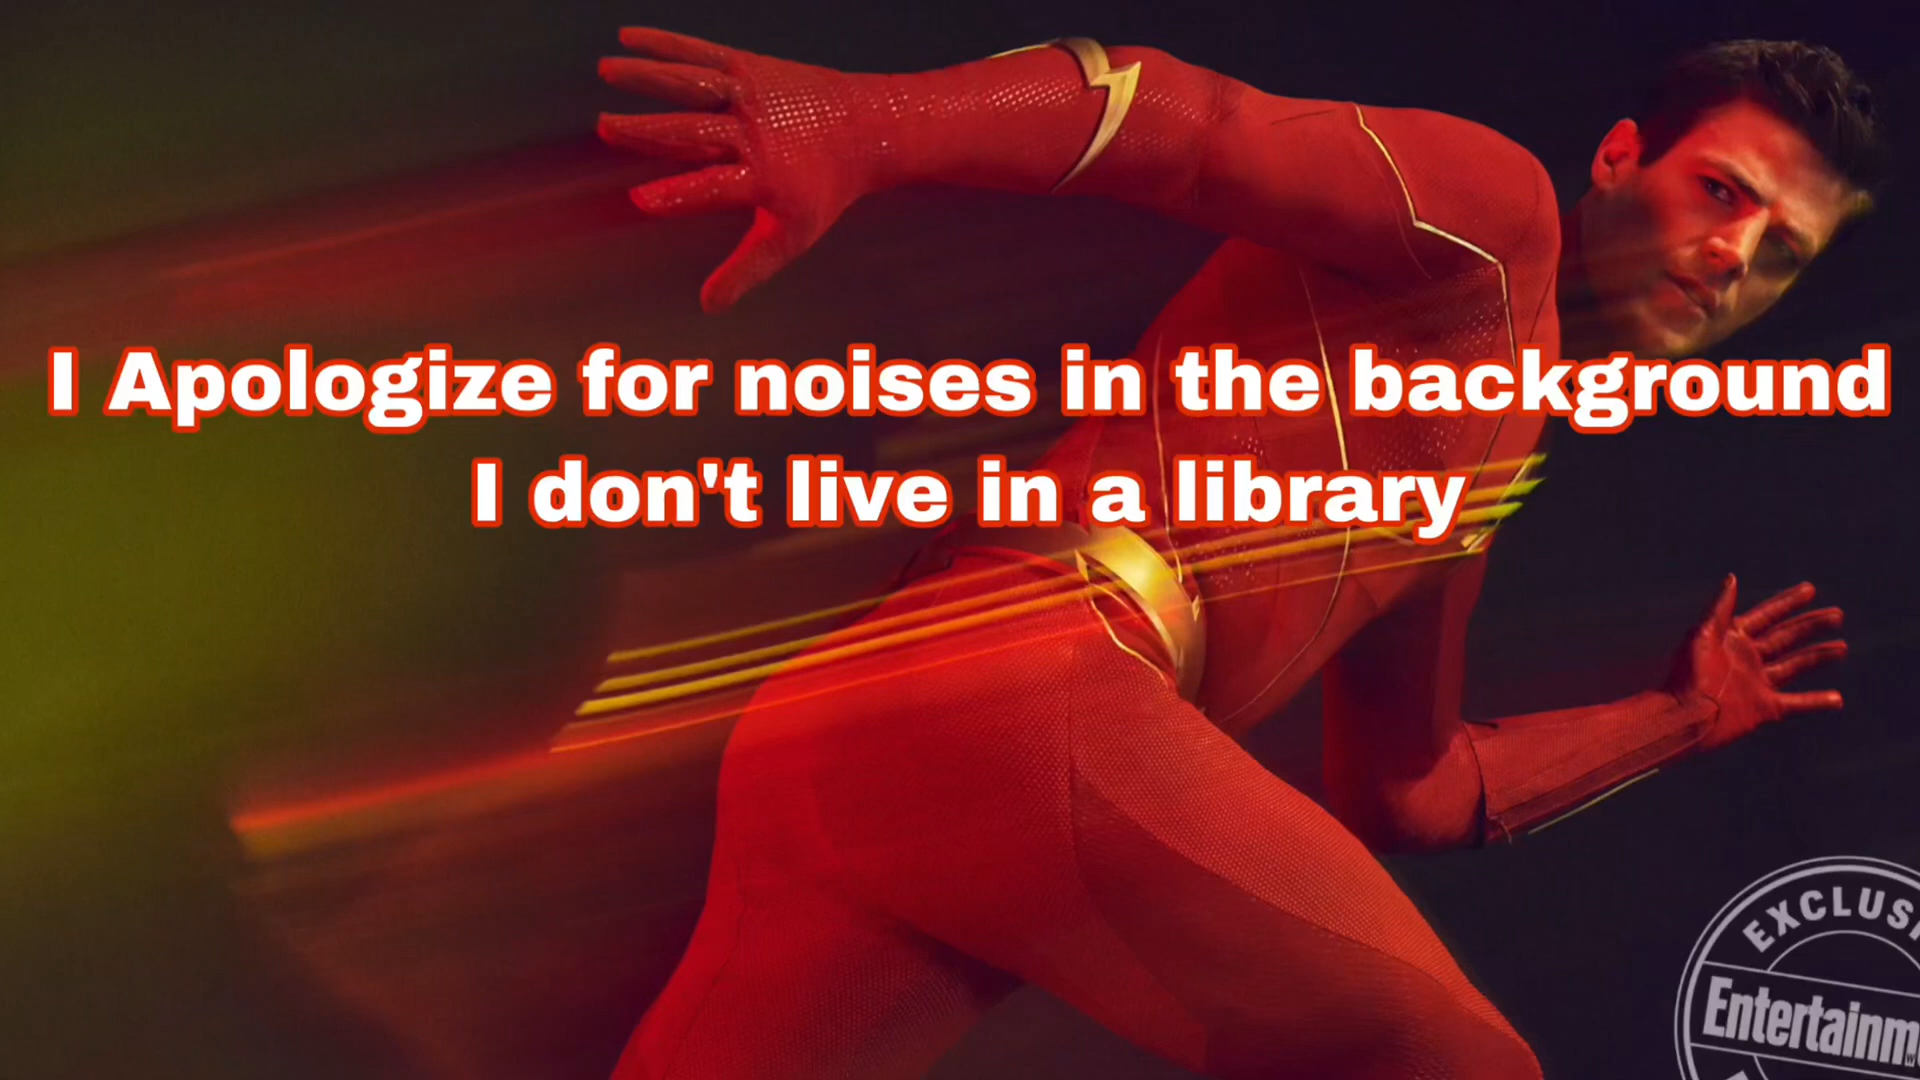 I Apologize for noises in the background
I don't live in a library
EXCLUS
Entertainm